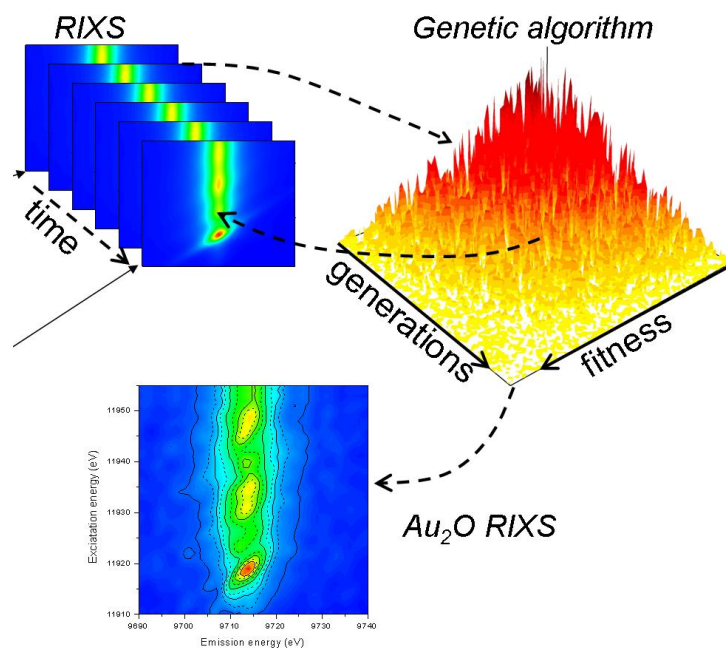 RIXS
Genetic algorithm
time
generations
fitness
Au₂O RIXS
11950
11940
11930
11920
11910
Exciatation energy (eV)
9690 9700 9710 9720 9730 9740
Emission energy (eV)